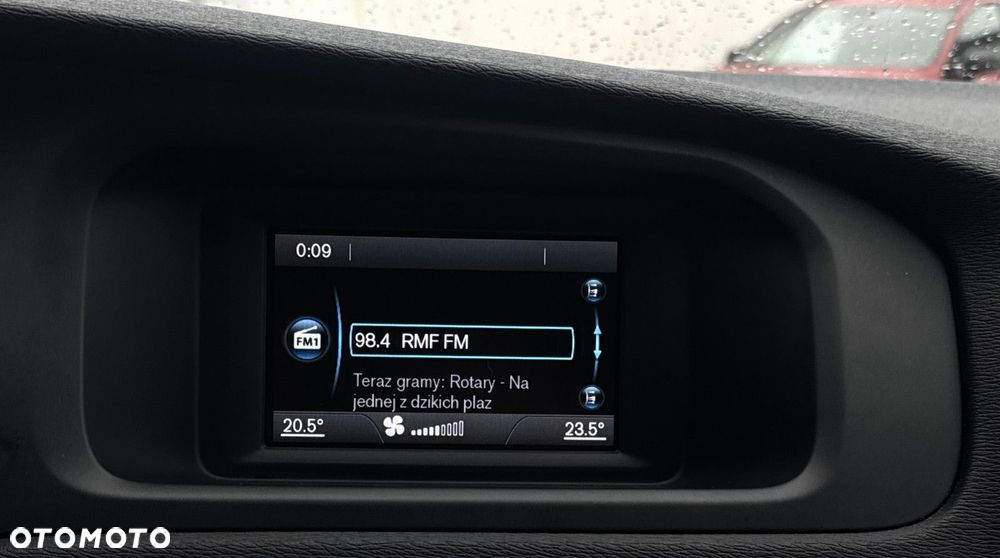 0:09
FM1
98.4 RMF FM
Teraz gramy: Rotary - Na
jednej z dzikich plaz
20.5°
23.5°
OTOMOTO